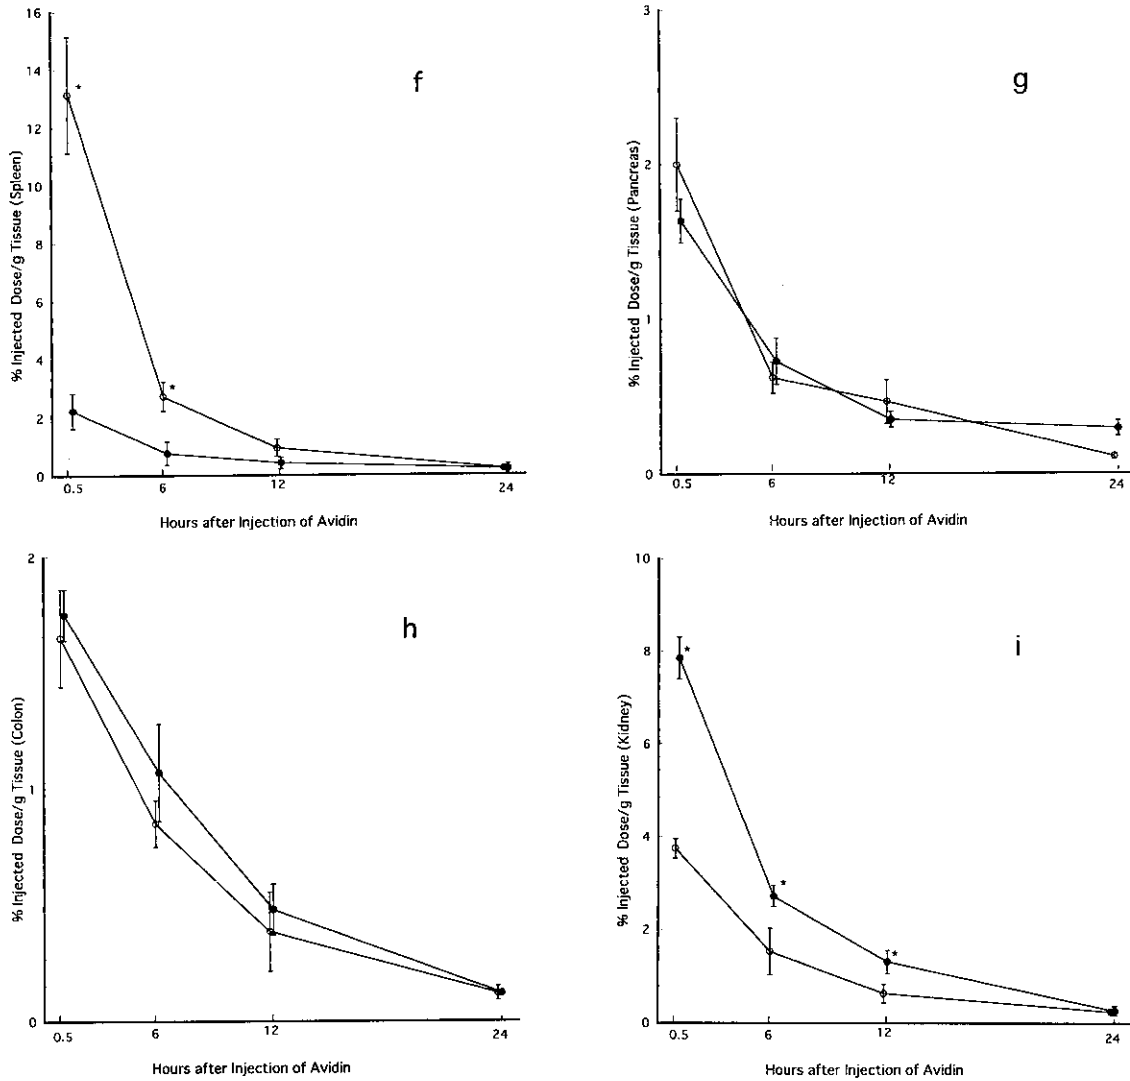 f
% Injected Dose/g Tissue (Spleen)
16
14
12
10
8
6
4
2
0
*
*
0.5 6 12 24
Hours after Injection of Avidin
g
% Injected Dose/g Tissue (Pancreas)
3
2
1
0
0.5 6 12 24
Hours after Injection of Avidin
h
% Injected Dose/g Tissue (Colon)
2
1
0
0.5 6 12 24
Hours after Injection of Avidin
i
% Injected Dose/g Tissue (Kidney)
10
8
6
4
2
0
*
*
*
0.5 6 12 24
Hours after Injection of Avidin